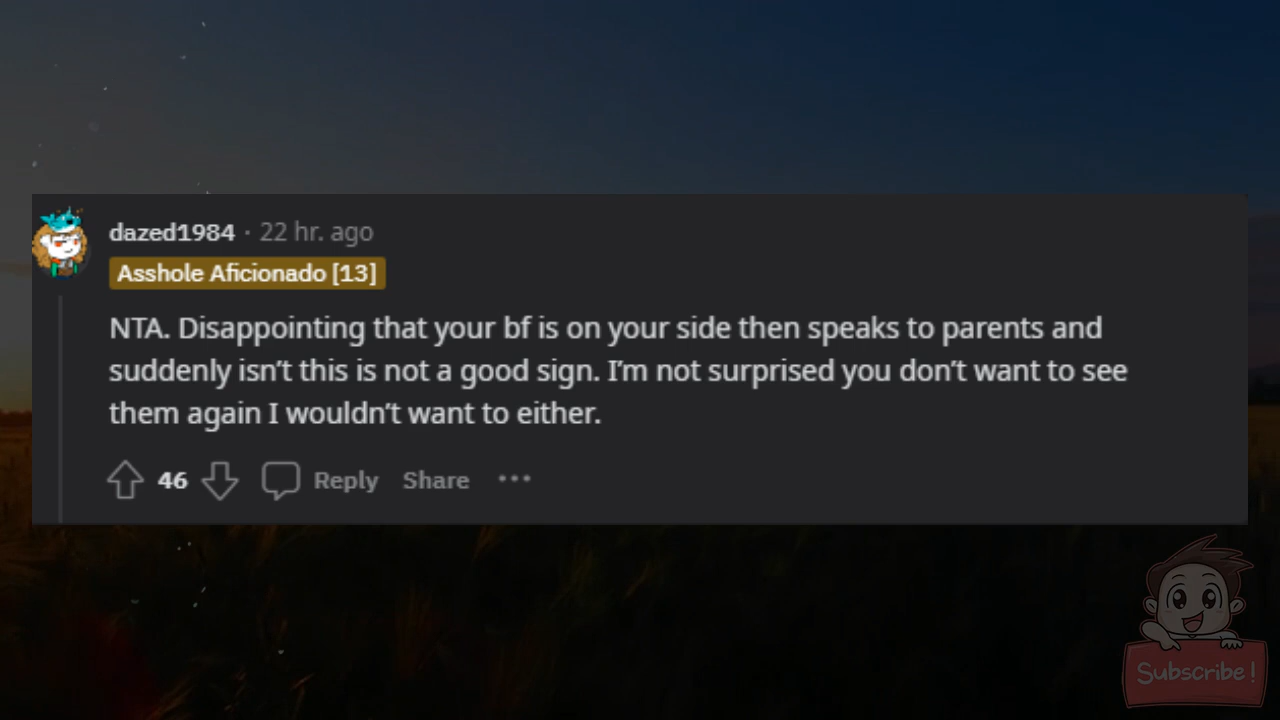 dazed1984 · 22 hr. ago
Asshole Aficionado [13]
NTA. Disappointing that your bf is on your side then speaks to parents and
suddenly isn’t this is not a good sign. I’m not surprised you don’t want to see
them again I wouldn’t want to either.
46 Reply Share ···
Subscribe!